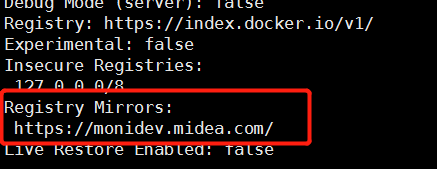 Debug Mode (server): false
Registry: https://index.docker.io/v1/
Experimental: false
Insecure Registries:
127.0.0.0/8
Registry Mirrors:
https://monidev.midea.com/
Live Restore Enabled: false